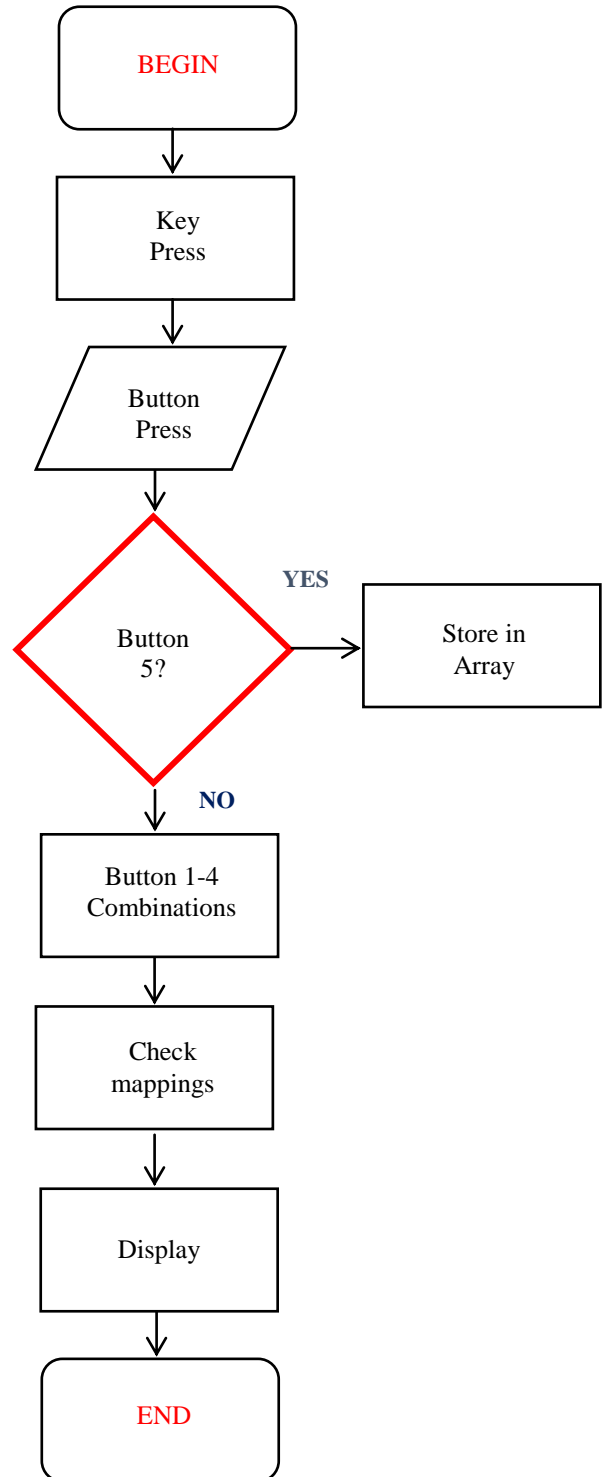 BEGIN
Key
Press
Button
Press
Button
5?
YES
Store in
Array
NO
Button 1-4
Combinations
Check
mappings
Display
END